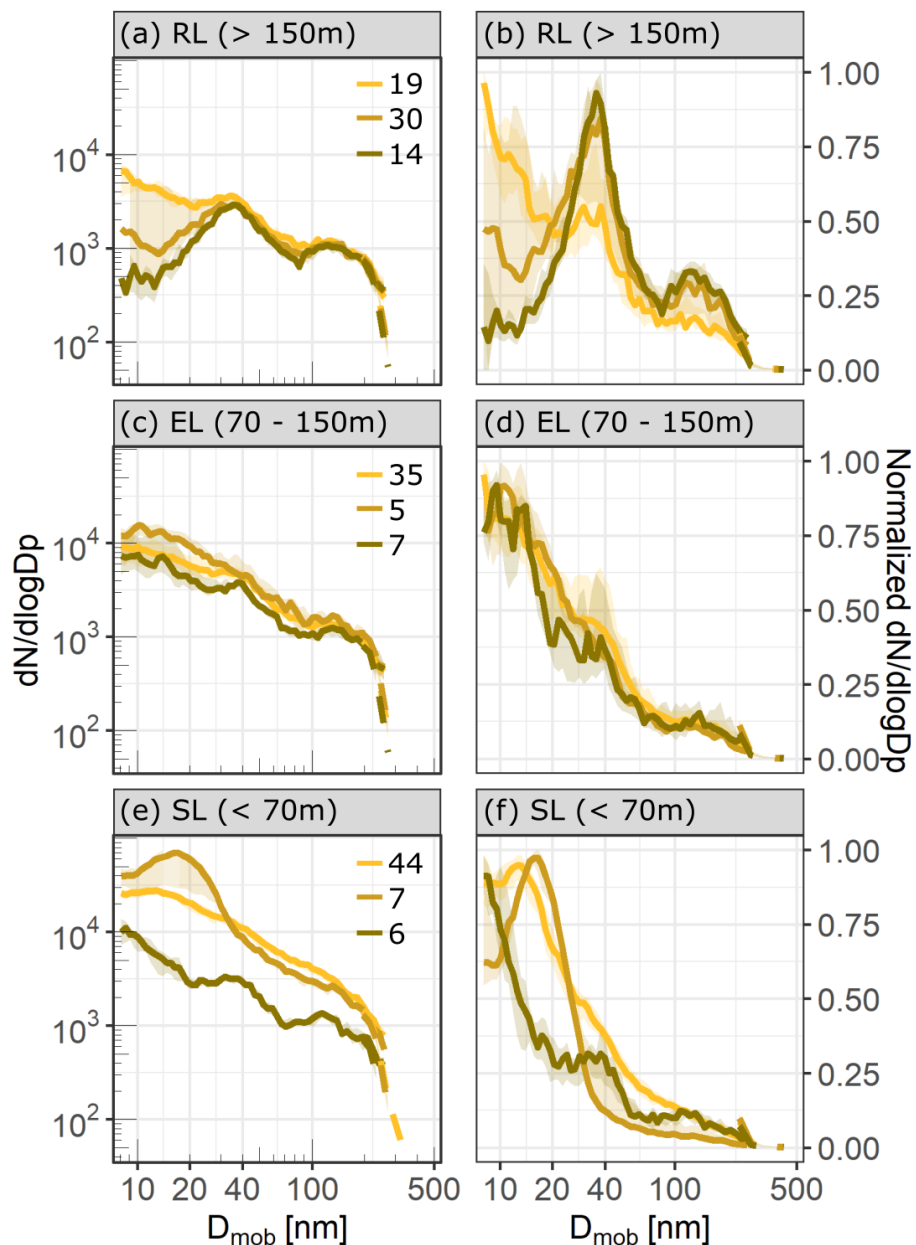 (a) RL (> 150m)
(b) RL (> 150m)
19
30
14
10⁴
10³
10²
1.00
0.75
0.50
0.25
0.00
(c) EL (70 - 150m)
(d) EL (70 - 150m)
35
5
7
10⁴
10³
10²
1.00
0.75
0.50
0.25
0.00
dN/dlogDp
Normalized dN/dlogDp
(e) SL (< 70m)
(f) SL (< 70m)
44
7
6
10⁴
10³
10²
1.00
0.75
0.50
0.25
0.00
10 20 40 100 500
10 20 40 100 500
D_mob [nm]
D_mob [nm]